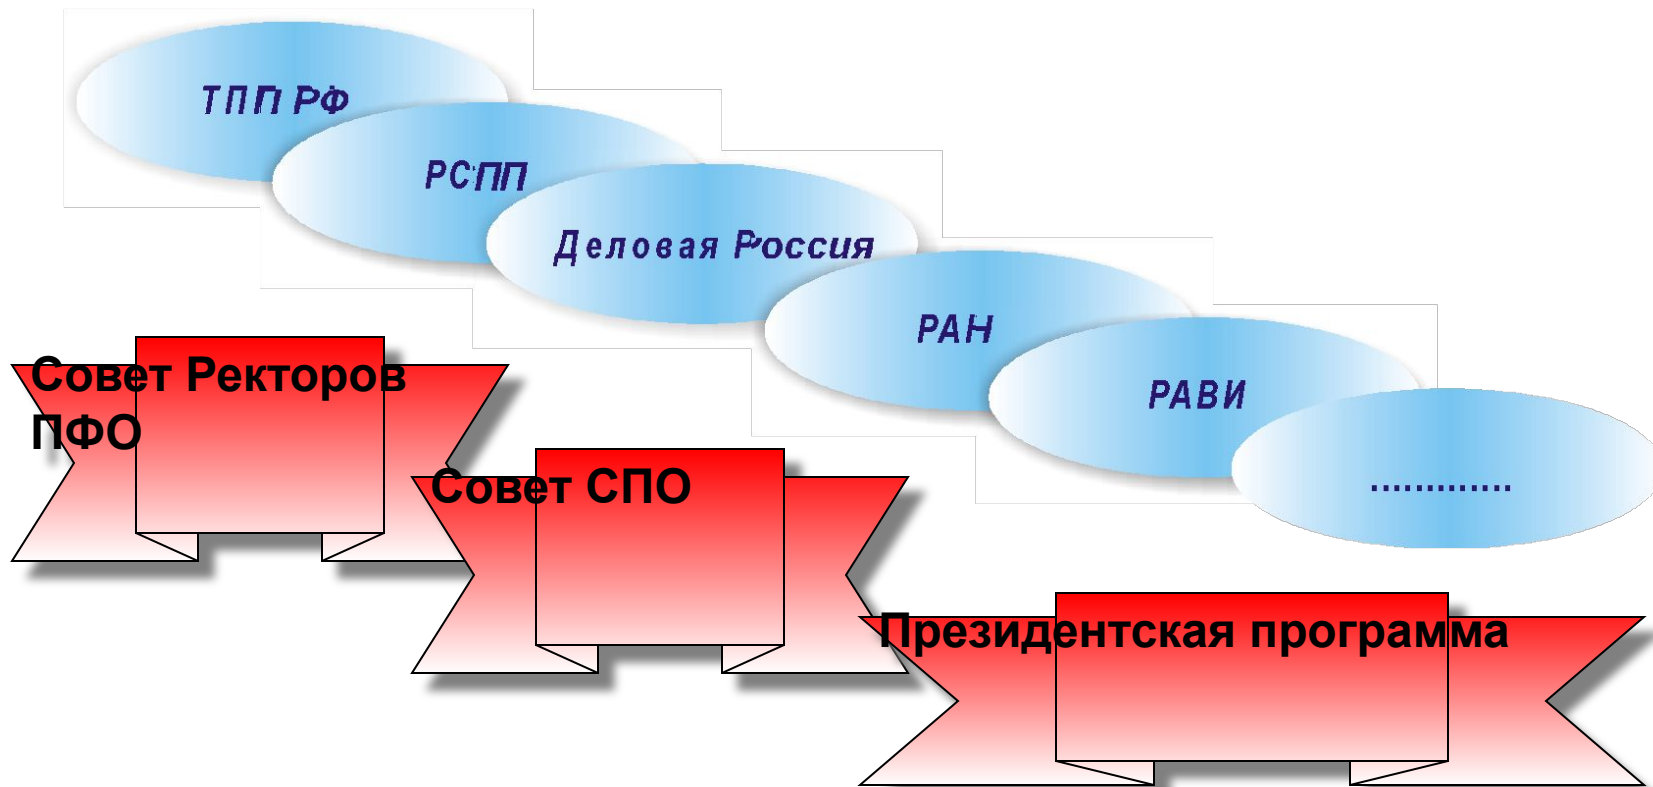 ТПП РФ
РСПП
Деловая Россия
РАН
РАВИ
.............
Совет Ректоров
ПФО
Совет СПО
Президентская программа